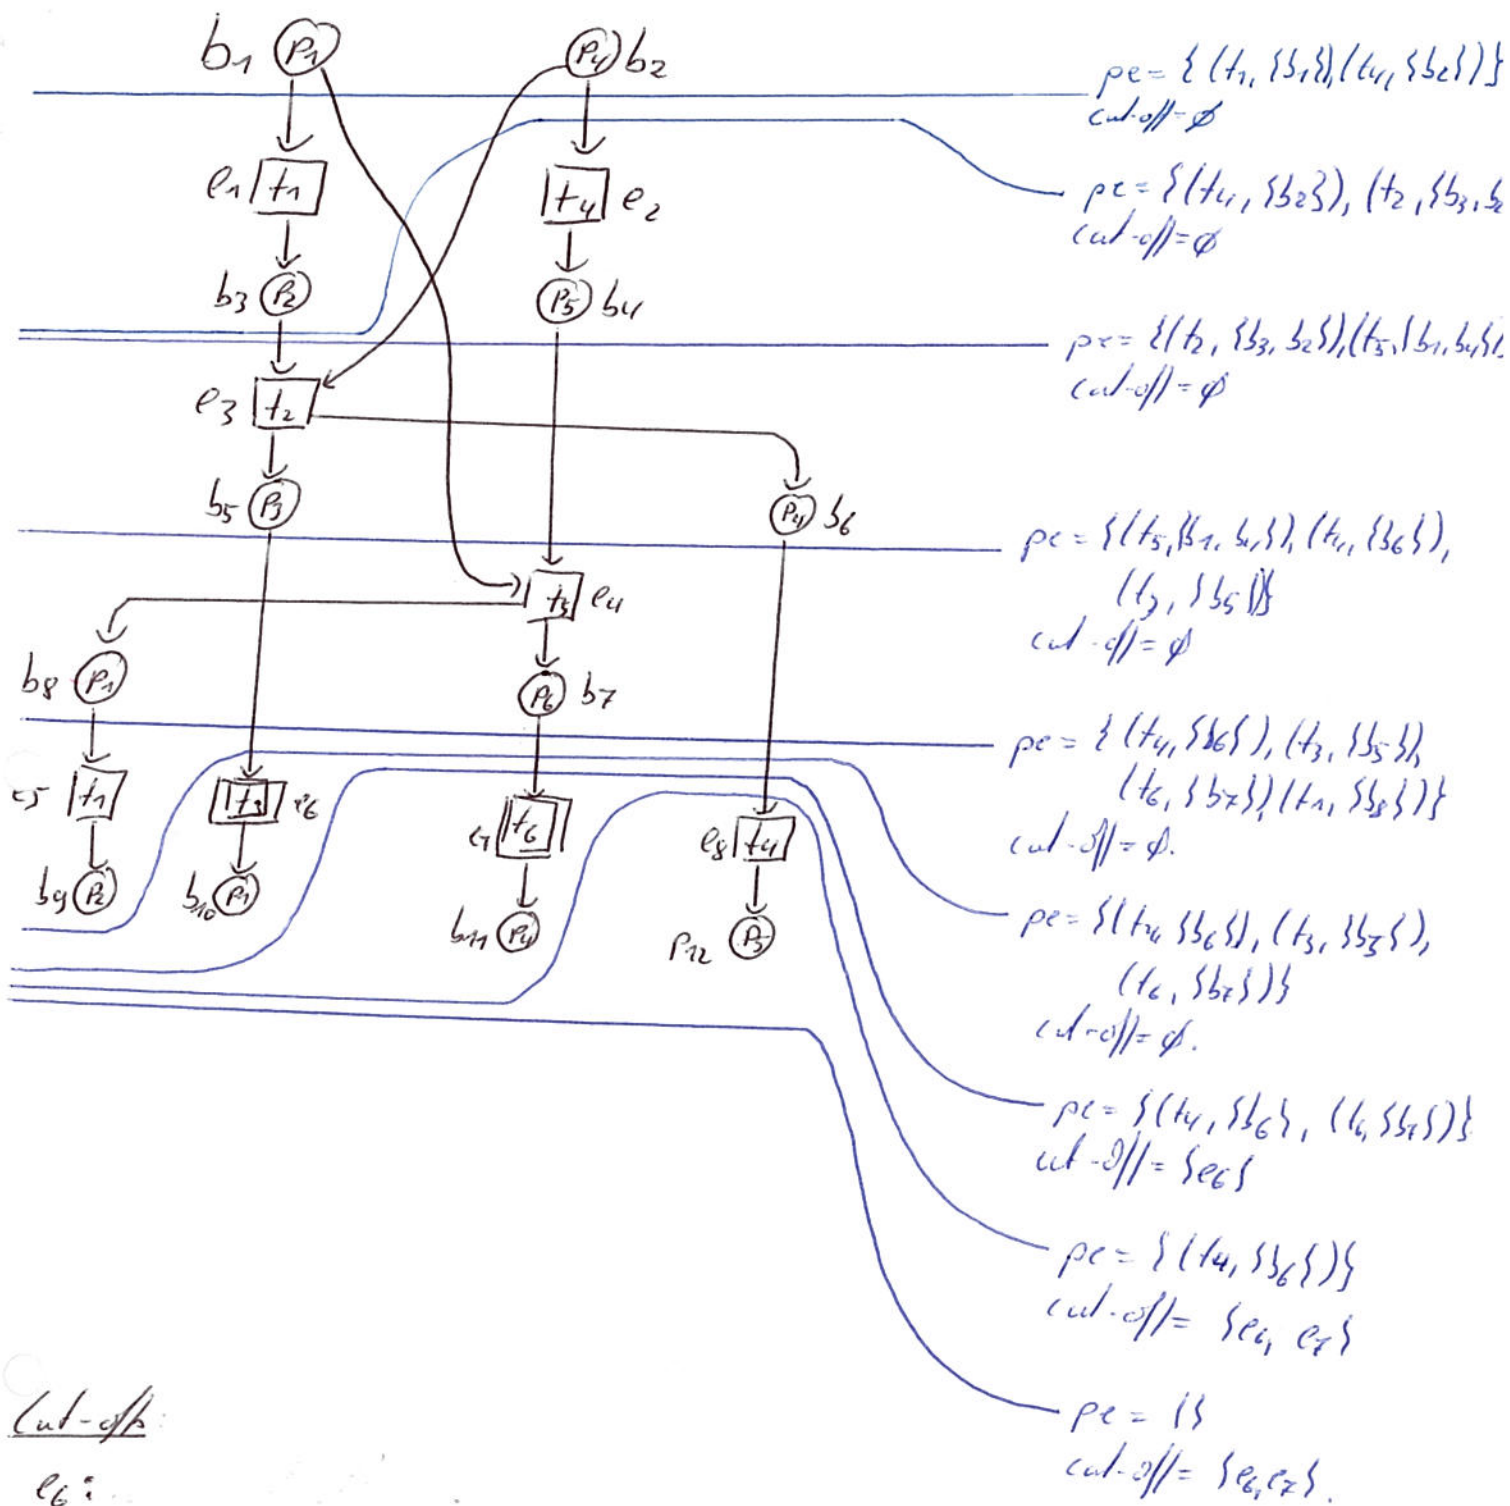 b1 p1 p4 b2
pe = { (t1, {b1}), (t4, {b2}) }
cut-off = ∅
e1 t1 t4 e2
pe = {(t4, {b2}), (t2, {b3, b2
cut-off = ∅
b3 p2 p5 b4
pe = {(t2, {b3, b2}), (t5, {b1, b4})
cut-off = ∅
e3 t2
b5 p3 p4 b6
pe = {(t5, {b1, b4}), (t4, {b6}),
(t3, {b5})}
cut-off = ∅
t5 e4
b8 p1 p6 b7
pe = { (t4, {b6}), (t3, {b5}),
(t6, {b7}) (t1, {b8}) }
cut-off = ∅.
e5 t1 t3 e6 e7 t6 e8 t4
b9 p2 b10 p1 b11 p4 p12 p5
pe = {(t4 {b6}), (t3, {b5}),
(t6, {b7})}
cut-off = ∅.
pe = {(t4, {b6}, (t6 {b7})}
cut-off = {e6}
pe = { (t4, {b6}) }
cut-off = {e6, e7}
pe = {}
cut-off = {e6, e7}.
Cut-offs:
e6: